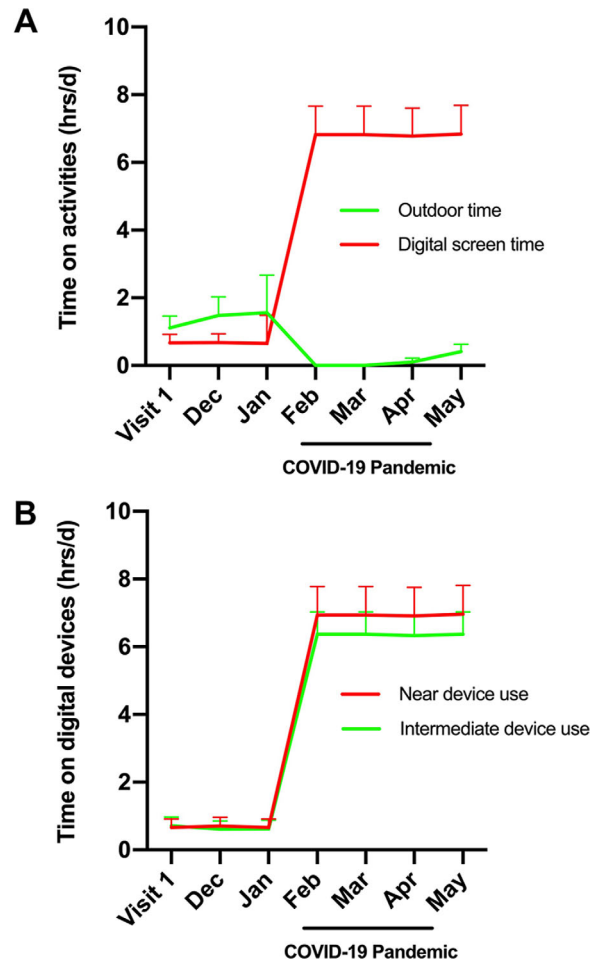 A
Time on activities (hrs/d)
10
8
6
4
2
0
Outdoor time
Digital screen time
Visit 1
Dec
Jan
Feb
Mar
Apr
May
COVID-19 Pandemic
B
Time on digital devices (hrs/d)
10
8
6
4
2
0
Near device use
Intermediate device use
Visit 1
Dec
Jan
Feb
Mar
Apr
May
COVID-19 Pandemic